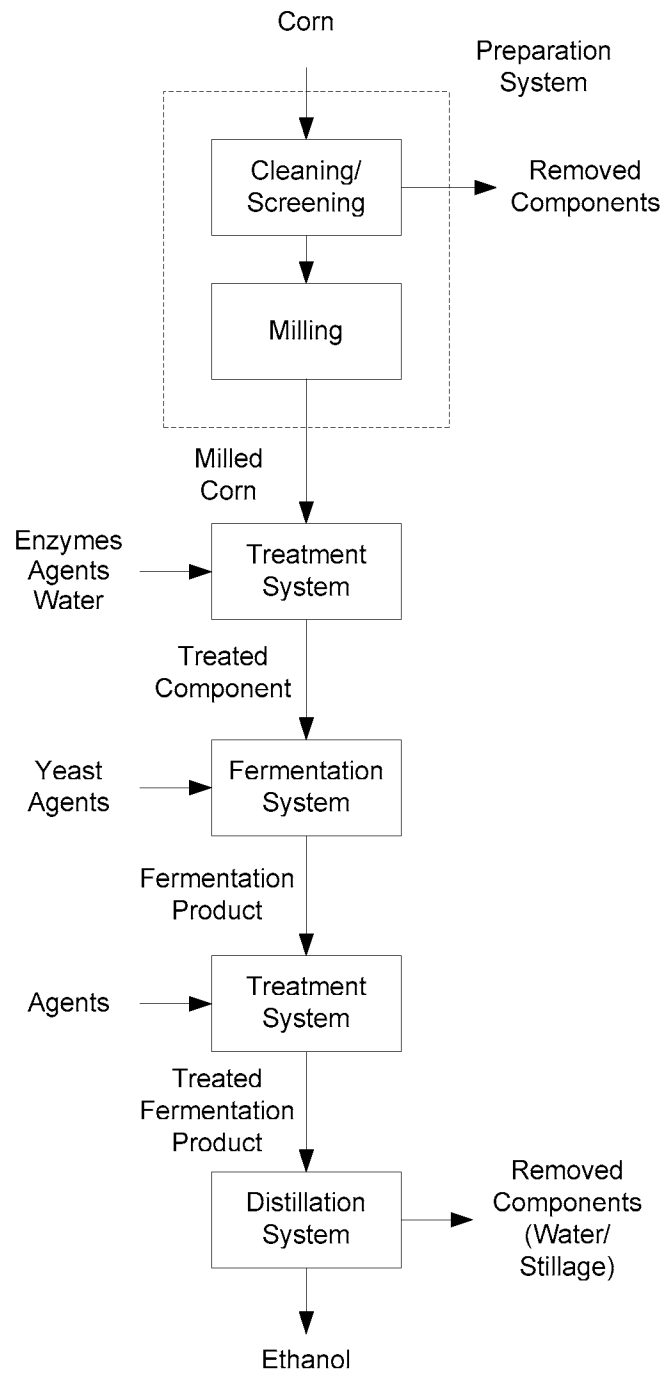 Corn
Preparation
System
Cleaning/
Screening
Removed
Components
Milling
Milled
Corn
Enzymes
Agents
Water
Treatment
System
Treated
Component
Yeast
Agents
Fermentation
System
Fermentation
Product
Agents
Treatment
System
Treated
Fermentation
Product
Distillation
System
Removed
Components
(Water/
Stillage)
Ethanol